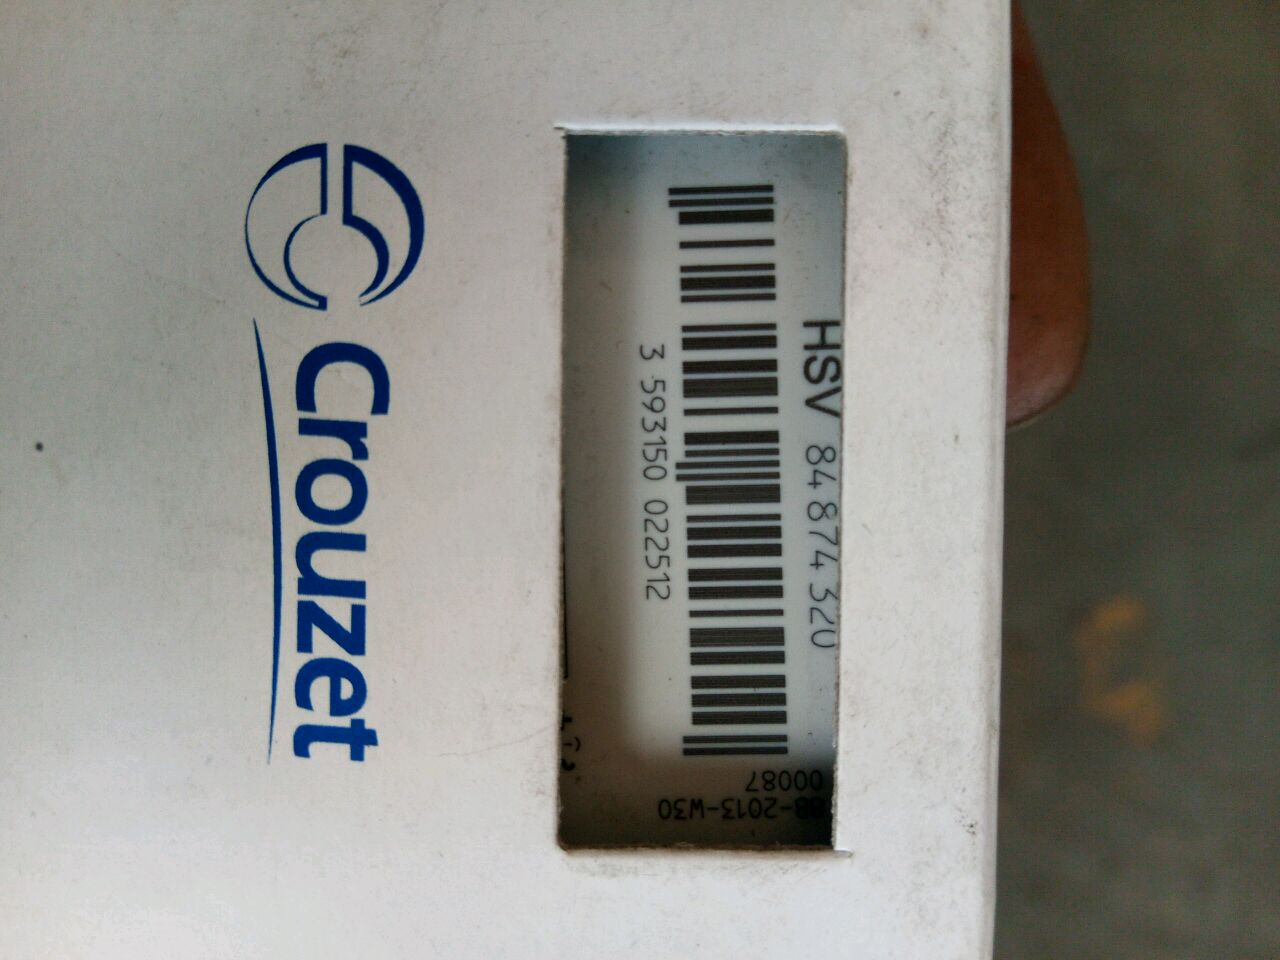 Crouzet
HSV 84 874 320
3 593150 022512
00087
-2013-W30